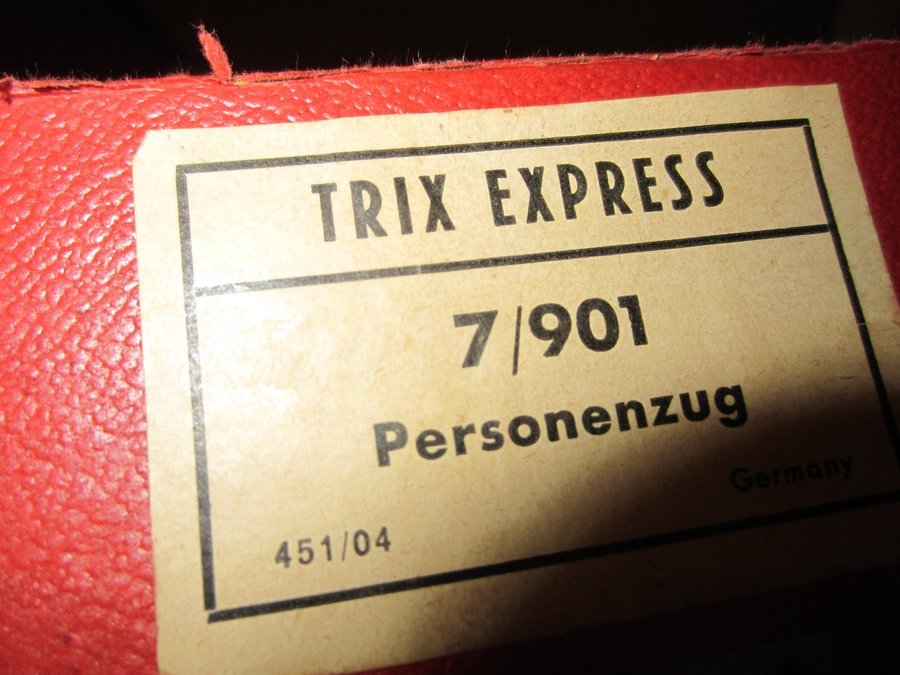 TRIX EXPRESS
7/901
Personenzug
Germany
451/04